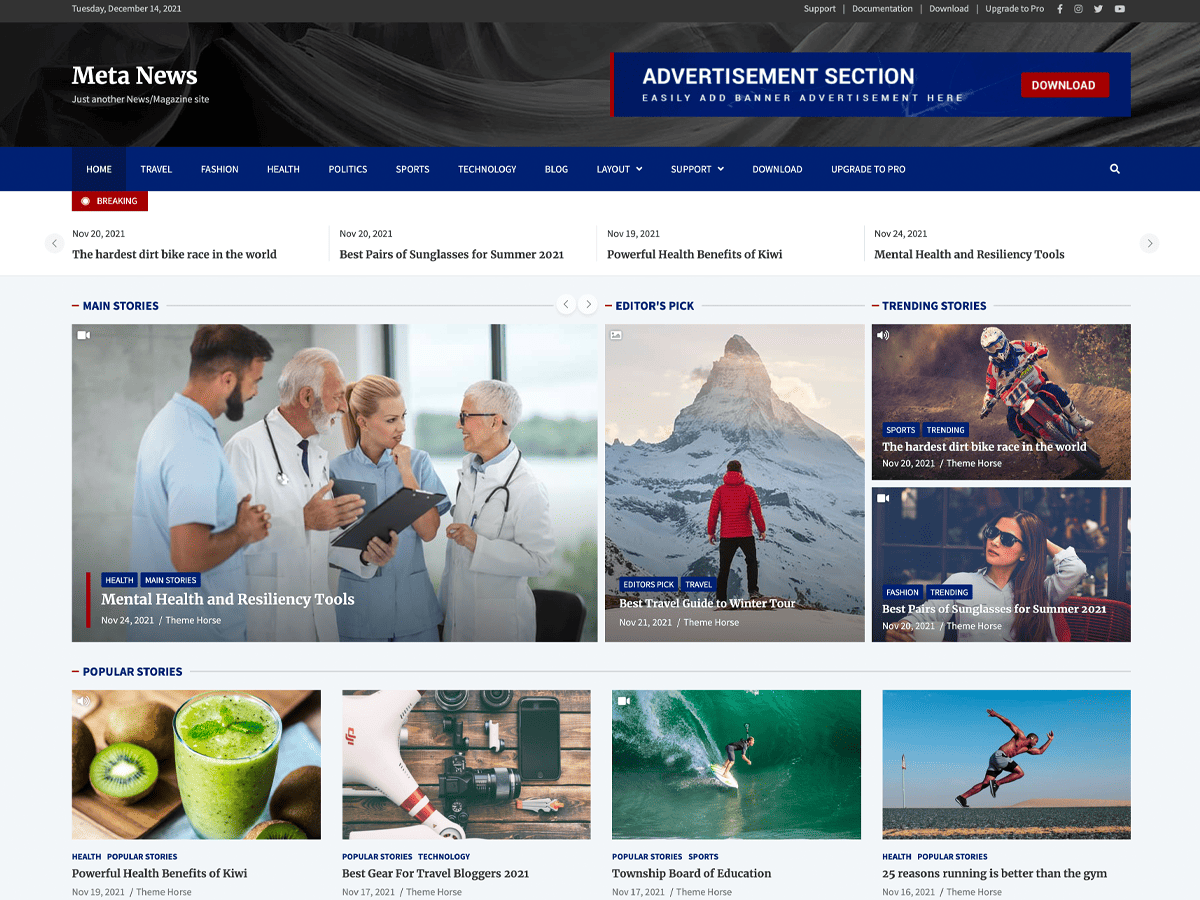 Tuesday, December 14, 2021
Support | Documentation | Download | Upgrade to Pro
Meta News
Just another News/Magazine site
ADVERTISEMENT SECTION
EASILY ADD BANNER ADVERTISEMENT HERE
DOWNLOAD
HOME TRAVEL FASHION HEALTH POLITICS SPORTS TECHNOLOGY BLOG LAYOUT SUPPORT DOWNLOAD UPGRADE TO PRO
BREAKING
Nov 20, 2021
The hardest dirt bike race in the world
Nov 20, 2021
Best Pairs of Sunglasses for Summer 2021
Nov 19, 2021
Powerful Health Benefits of Kiwi
Nov 24, 2021
Mental Health and Resiliency Tools
MAIN STORIES
HEALTH MAIN STORIES
Mental Health and Resiliency Tools
Nov 24, 2021 / Theme Horse
EDITOR'S PICK
EDITORS PICK TRAVEL
Best Travel Guide to Winter Tour
Nov 21, 2021 / Theme Horse
TRENDING STORIES
SPORTS TRENDING
The hardest dirt bike race in the world
Nov 20, 2021 / Theme Horse
FASHION TRENDING
Best Pairs of Sunglasses for Summer 2021
Nov 20, 2021 / Theme Horse
POPULAR STORIES
HEALTH POPULAR STORIES
Powerful Health Benefits of Kiwi
Nov 19, 2021 / Theme Horse
dji
POPULAR STORIES TECHNOLOGY
Best Gear For Travel Bloggers 2021
Nov 17, 2021 / Theme Horse
POPULAR STORIES SPORTS
Township Board of Education
Nov 17, 2021 / Theme Horse
HEALTH POPULAR STORIES
25 reasons running is better than the gym
Nov 16, 2021 / Theme Horse